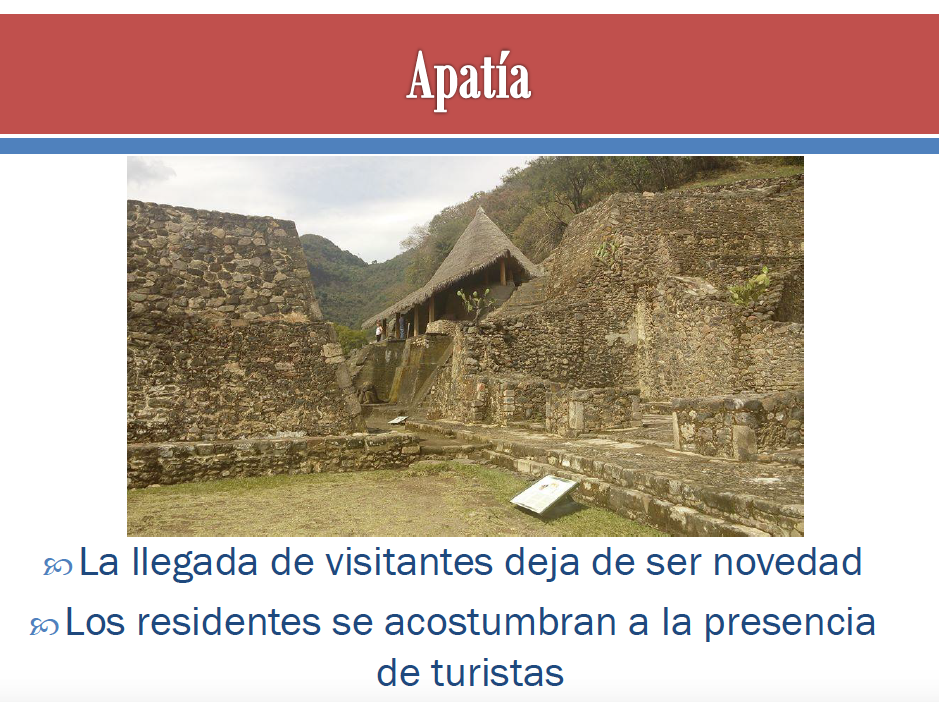 Apatía
La llegada de visitantes deja de ser novedad
Los residentes se acostumbran a la presencia
de turistas